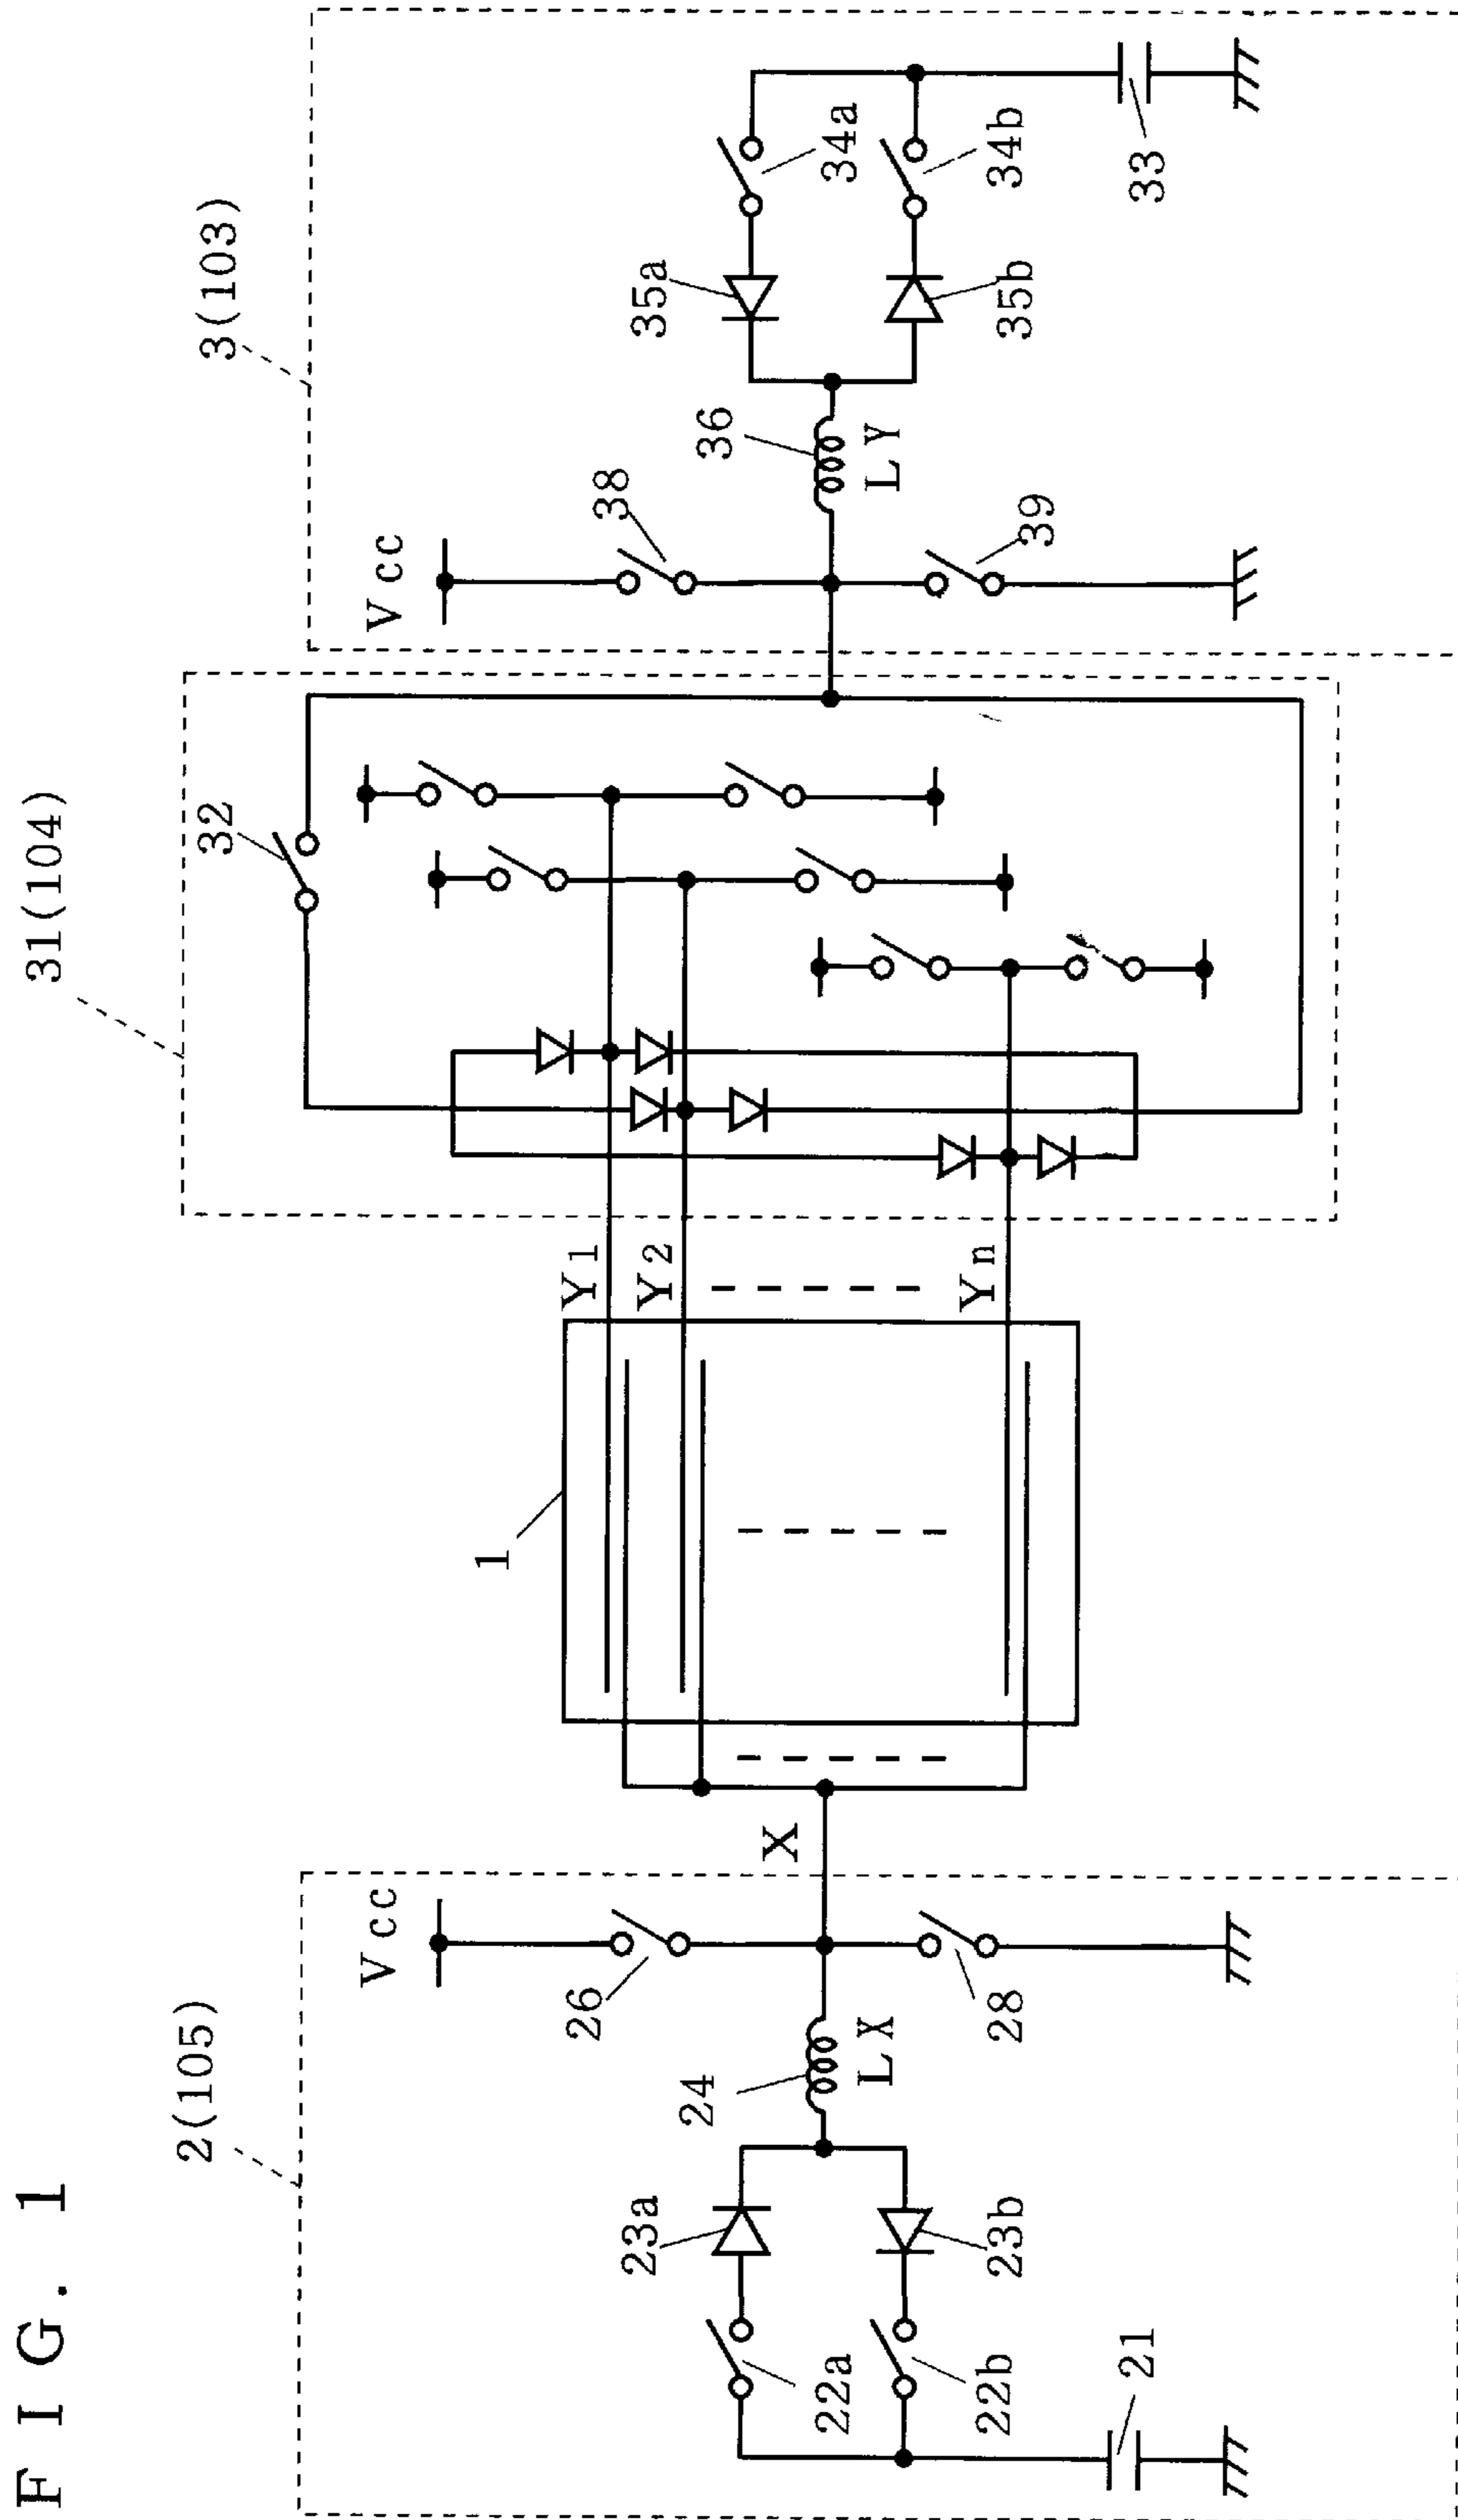 FIG. 1
2(105)
31(104)
3(103)
Vcc
26
23a
24
22a
LX
23b
22b
28
21
X
1
Y1
Y2
Yn
32
Vcc
38
36
35a
34a
LY
39
35b
34b
33